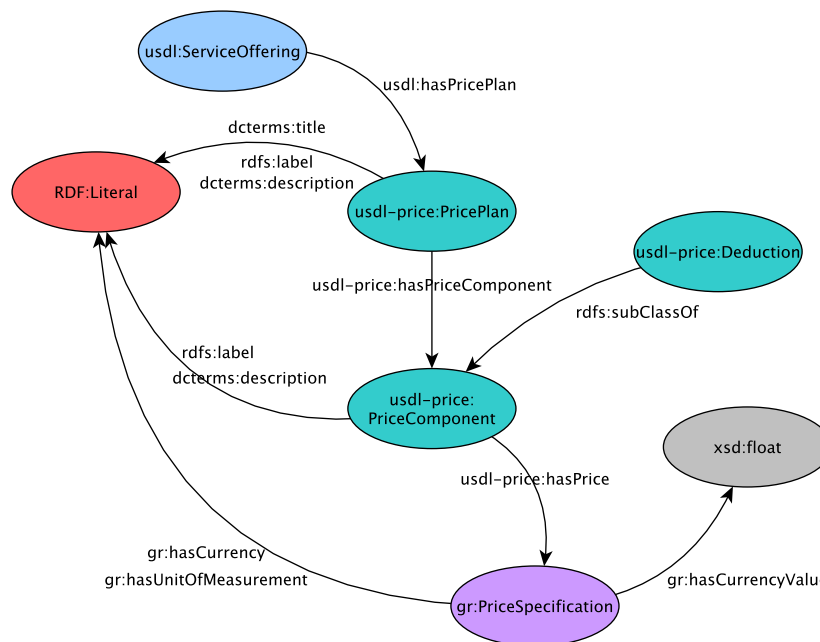 usdl:ServiceOffering
usdl:hasPricePlan
dcterms:title
rdfs:label
dcterms:description
RDF:Literal
usdl-price:PricePlan
usdl-price:Deduction
usdl-price:hasPriceComponent
rdfs:subClassOf
rdfs:label
dcterms:description
usdl-price:
PriceComponent
xsd:float
usdl-price:hasPrice
gr:hasCurrency
gr:hasUnitOfMeasurement
gr:hasCurrencyValu
gr:PriceSpecification